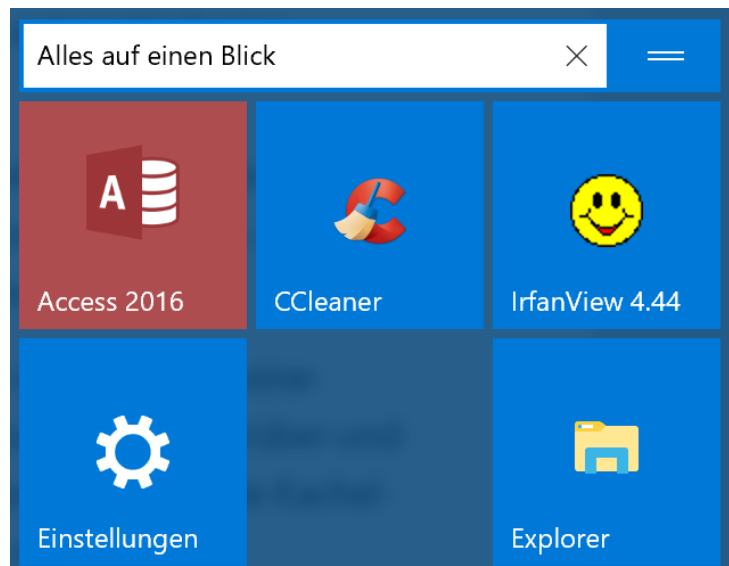 Alles auf einen Blick
Access 2016
CCleaner
IrfanView 4.44
Einstellungen
Explorer